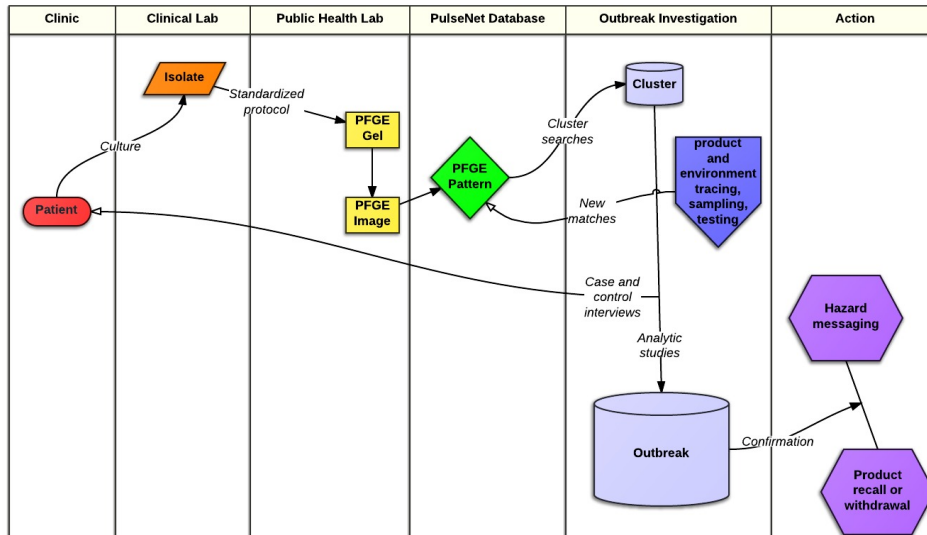 Clinic
Clinical Lab
Public Health Lab
PulseNet Database
Outbreak Investigation
Action
Isolate
Standardized
protocol
Culture
Patient
PFGE
Gel
PFGE
Image
PFGE
Pattern
Cluster
searches
Cluster
product
and
environment
tracing,
sampling,
testing
New
matches
Case and
control
interviews
Analytic
studies
Outbreak
Confirmation
Hazard
messaging
Product
recall or
withdrawal